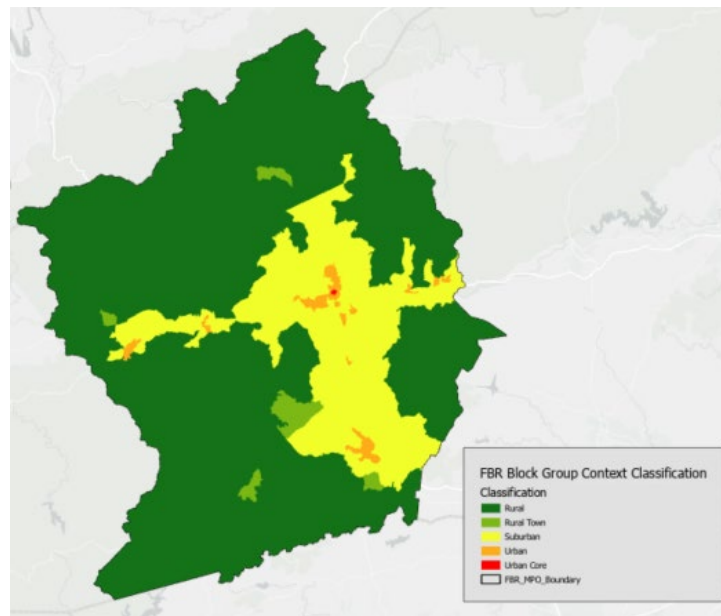 FBR Block Group Context Classification
Classification
Rural
Rural Town
Suburban
Urban
Urban Core
FBR_MPO_Boundary